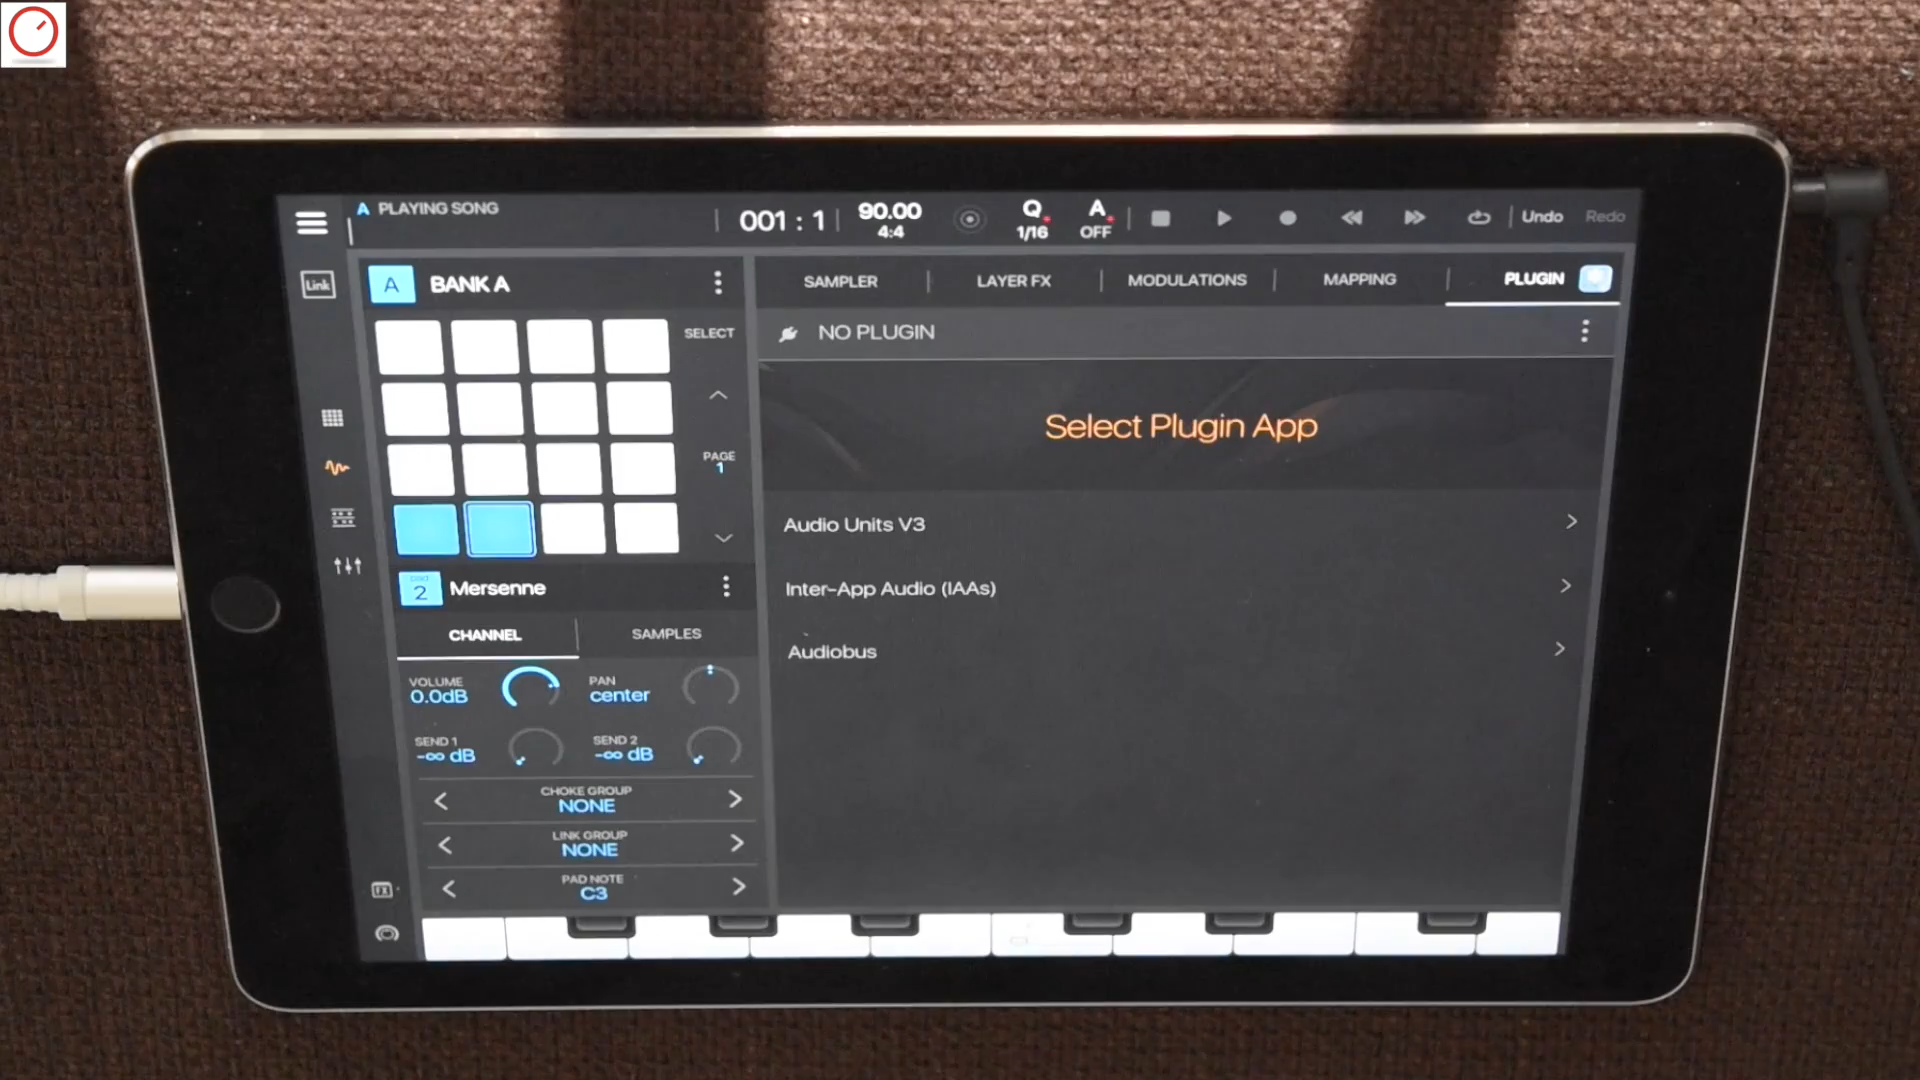 A PLAYING SONG
001 : 1
90.00
4:4
Q
1/16
A
OFF
Undo
Redo
Link
A BANK A
SELECT
PAGE
1
2 Mersenne
CHANNEL
SAMPLES
VOLUME
0.0dB
PAN
center
SEND 1
-∞ dB
SEND 2
-∞ dB
CHOKE GROUP
NONE
LINK GROUP
NONE
PAD NOTE
C3
FX
SAMPLER
LAYER FX
MODULATIONS
MAPPING
PLUGIN
NO PLUGIN
Select Plugin App
Audio Units V3
Inter-App Audio (IAAs)
Audiobus